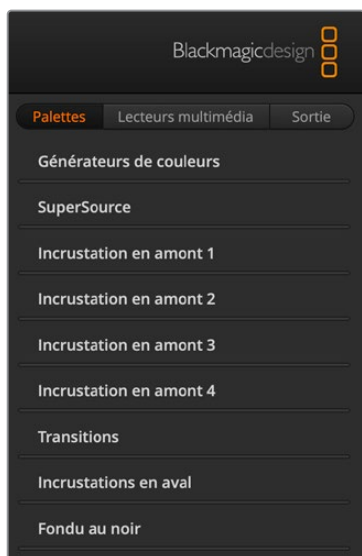 Blackmagicdesign
Palettes Lecteurs multimédia Sortie
Générateurs de couleurs
SuperSource
Incrustation en amont 1
Incrustation en amont 2
Incrustation en amont 3
Incrustation en amont 4
Transitions
Incrustations en aval
Fondu au noir